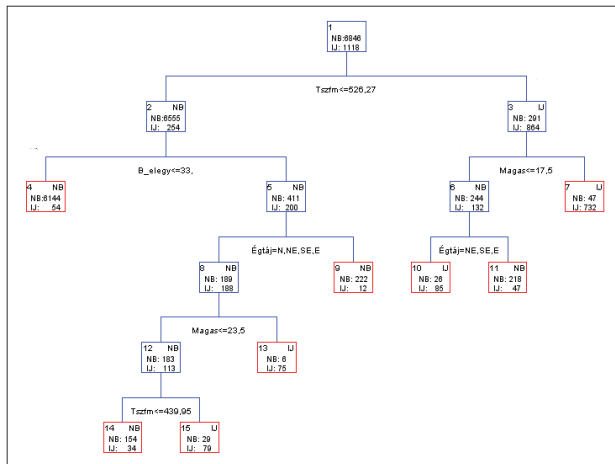 1
NB:6846
IJ: 1118
Tszfm<=526,27
2 NB
NB:6555
IJ: 254
3 IJ
NB: 291
IJ: 864
B_elegy<=33,
Magas<=17,5
4 NB
NB:6144
IJ: 54
5 NB
NB: 411
IJ: 200
6 NB
NB: 244
IJ: 132
7 IJ
NB: 47
IJ: 732
Égtáj=N,NE,SE,E
Égtáj=NE,SE,E
8 NB
NB: 189
IJ: 188
9 NB
NB: 222
IJ: 12
10 IJ
NB: 26
IJ: 85
11 NB
NB: 218
IJ: 47
Magas<=23,5
12 NB
NB: 183
IJ: 113
13 IJ
NB: 6
IJ: 75
Tszfm<=439,95
14 NB
NB: 154
IJ: 34
15 IJ
NB: 29
IJ: 79